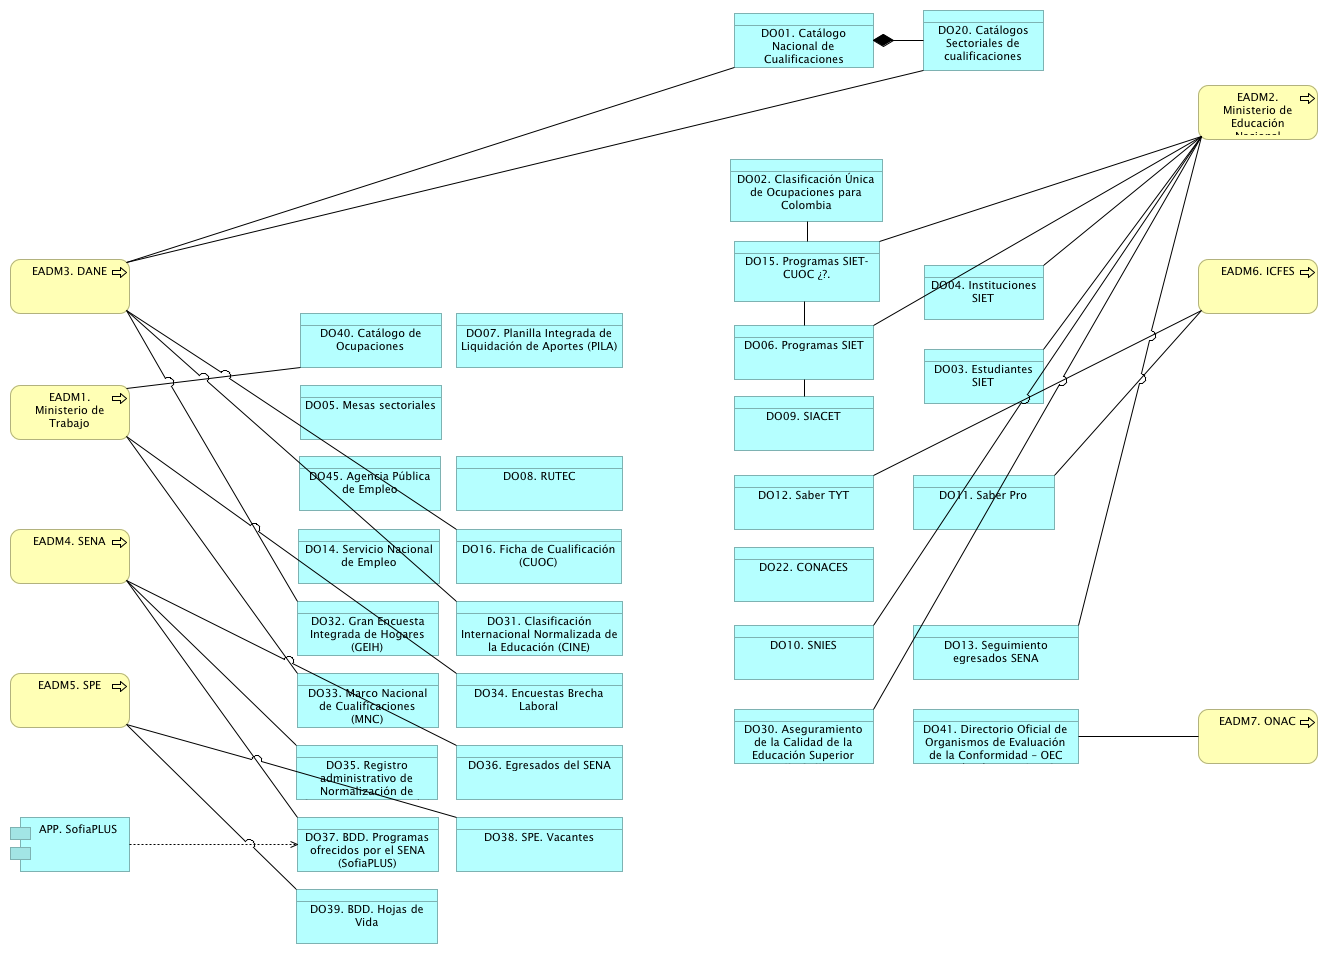 DO01. Catálogo
Nacional de
Cualificaciones
DO20. Catálogos
Sectoriales de
cualificaciones
EADM2.
Ministerio de
Educación
Nacional
DO02. Clasificación Única
de Ocupaciones para
Colombia
DO15. Programas SIET-
CUOC ¿?.
DO04. Instituciones
SIET
EADM3. DANE
EADM6. ICFES
DO40. Catálogo de
Ocupaciones
DO07. Planilla Integrada de
Liquidación de Aportes (PILA)
DO06. Programas SIET
DO03. Estudiantes
SIET
EADM1.
Ministerio de
Trabajo
DO05. Mesas sectoriales
DO09. SIACET
DO45. Agencia Pública
de Empleo
DO08. RUTEC
DO12. Saber TYT
DO11. Saber Pro
EADM4. SENA
DO14. Servicio Nacional
de Empleo
DO16. Ficha de Cualificación
(CUOC)
DO22. CONACES
DO32. Gran Encuesta
Integrada de Hogares
(GEIH)
DO31. Clasificación
Internacional Normalizada de
la Educación (CINE)
DO10. SNIES
DO13. Seguimiento
egresados SENA
EADM5. SPE
DO33. Marco Nacional
de Cualificaciones
(MNC)
DO34. Encuestas Brecha
Laboral
DO30. Aseguramiento
de la Calidad de la
Educación Superior
DO41. Directorio Oficial de
Organismos de Evaluación
de la Conformidad – OEC
EADM7. ONAC
DO35. Registro
administrativo de
Normalización de
DO36. Egresados del SENA
APP. SofiaPLUS
DO37. BDD. Programas
ofrecidos por el SENA
(SofiaPLUS)
DO38. SPE. Vacantes
DO39. BDD. Hojas de
Vida